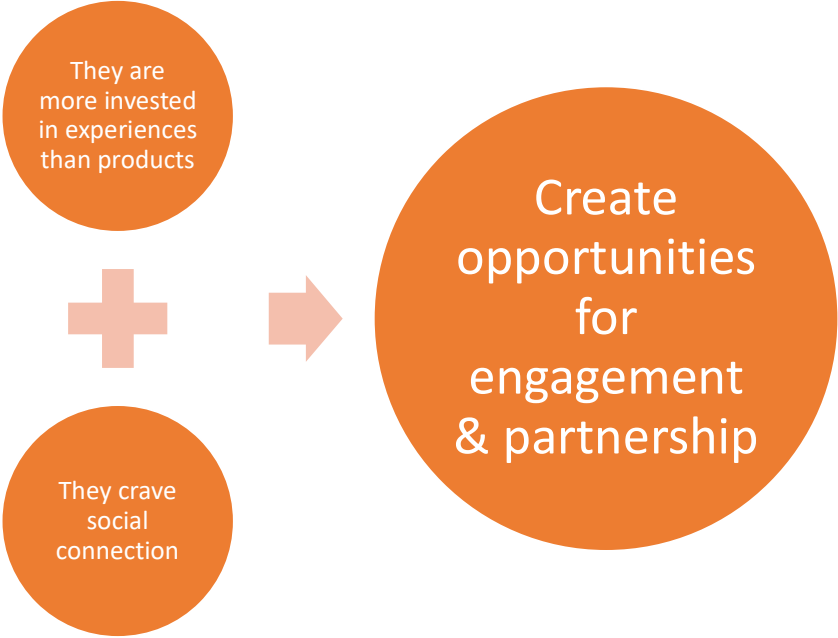 They are
more invested
in experiences
than products
They crave
social
connection
Create
opportunities
for
engagement
& partnership